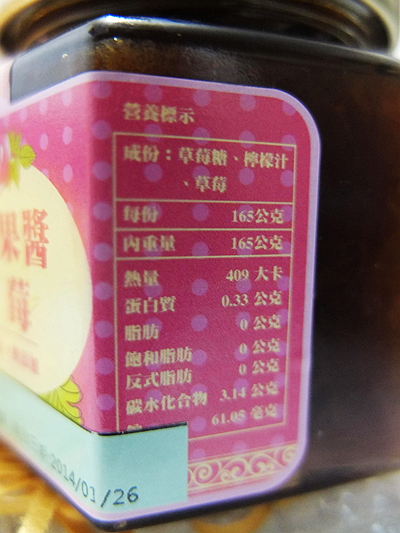 營養標示
成份：草莓糖、檸檬汁
、草莓
每份 165公克
內重量 165公克
熱量 409 大卡
蛋白質 0.33 公克
脂肪 0 公克
飽和脂肪 0 公克
反式脂肪 0 公克
碳水化合物 3.14 公克
61.05 毫克
果醬
莓
2014/01/26